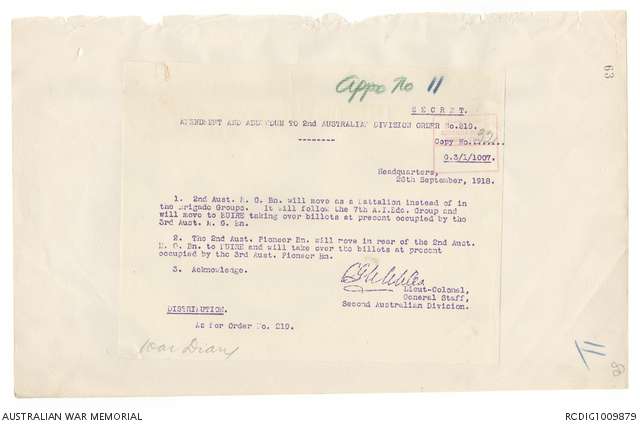 Appx No 11
63
S E C R E T.
AMENDMENT AND ADDENDUM TO 2nd AUSTRALIAN DIVISION ORDER No.219.
--------
Copy No.......
G.3/1/1007.
Headquarters,
26th September, 1918.
1. 2nd Aust. M. G. Bn. will move as a Battalion instead of in
the Brigade Groups. It will follow the 7th A.I.Bde. Group and
will move to BUIRE taking over billets at present occupied by the
3rd Aust. M. G. Bn.
2. The 2nd Aust. Pioneer Bn. will move in rear of the 2nd Aust.
M. G. Bn. to BUIRE and will take over the billets at present
occupied by the 3rd Aust. Pioneer Bn.
3. Acknowledge.
Lieut-Colonel,
General Staff,
Second Australian Division.
DISTRIBUTION.
As for Order No. 219.
War Diary
11
AUSTRALIAN WAR MEMORIAL
RCDIG1009879